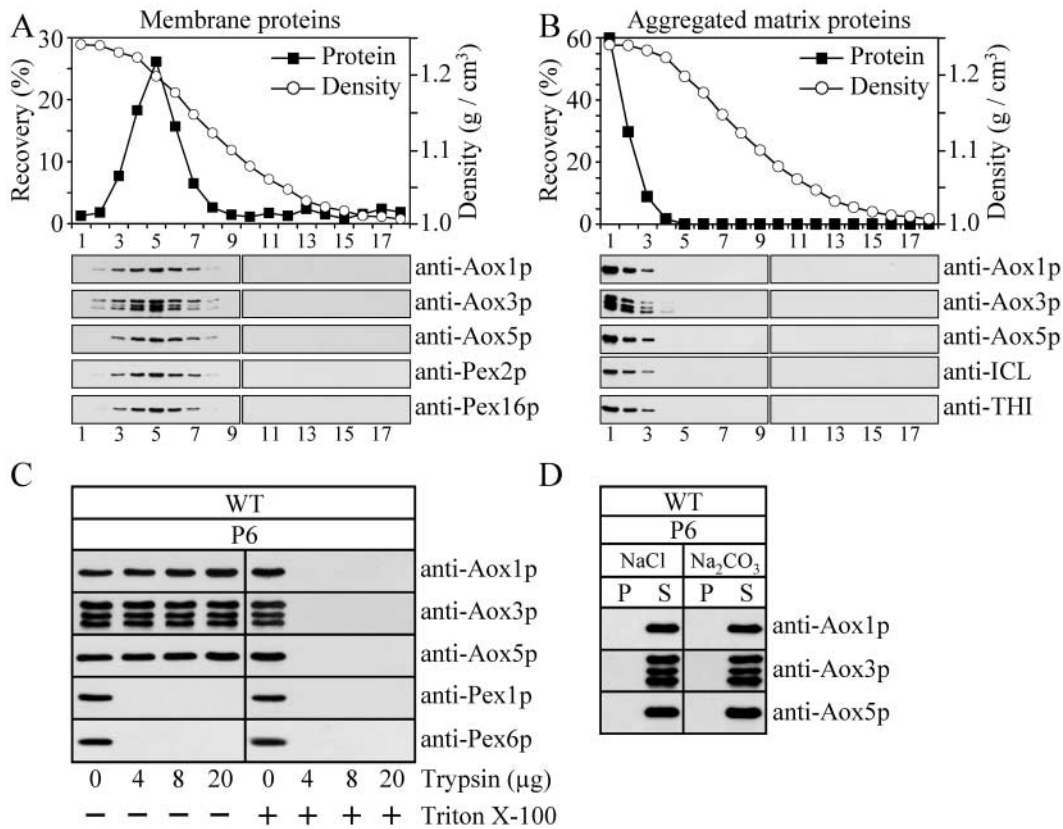 A
Membrane proteins
30
20
10
0
Recovery (%)
Protein
Density
1.2
1.1
1.0
Density (g / cm³)
1 3 5 7 9 11 13 15 17
anti-Aox1p
anti-Aox3p
anti-Aox5p
anti-Pex2p
anti-Pex16p
1 3 5 7 9 11 13 15 17
B
Aggregated matrix proteins
60
40
20
0
Recovery (%)
Protein
Density
1.2
1.1
1.0
Density (g / cm³)
1 3 5 7 9 11 13 15 17
anti-Aox1p
anti-Aox3p
anti-Aox5p
anti-ICL
anti-THI
1 3 5 7 9 11 13 15 17
C
WT
P6
anti-Aox1p
anti-Aox3p
anti-Aox5p
anti-Pex1p
anti-Pex6p
0 4 8 20 0 4 8 20 Trypsin (µg)
− − − − + + + + Triton X-100
D
WT
P6
NaCl Na₂CO₃
P S P S
anti-Aox1p
anti-Aox3p
anti-Aox5p